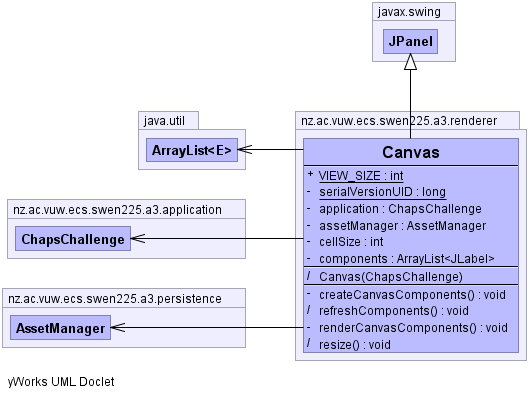 javax.swing
JPanel
java.util
ArrayList<E>
nz.ac.vuw.ecs.swen225.a3.renderer
Canvas
+ VIEW_SIZE : int
- serialVersionUID : long
- application : ChapsChallenge
- assetManager : AssetManager
- cellSize : int
- components : ArrayList<JLabel>
/ Canvas(ChapsChallenge)
- createCanvasComponents() : void
/ refreshComponents() : void
- renderCanvasComponents() : void
/ resize() : void
nz.ac.vuw.ecs.swen225.a3.application
ChapsChallenge
nz.ac.vuw.ecs.swen225.a3.persistence
AssetManager
yWorks UML Doclet